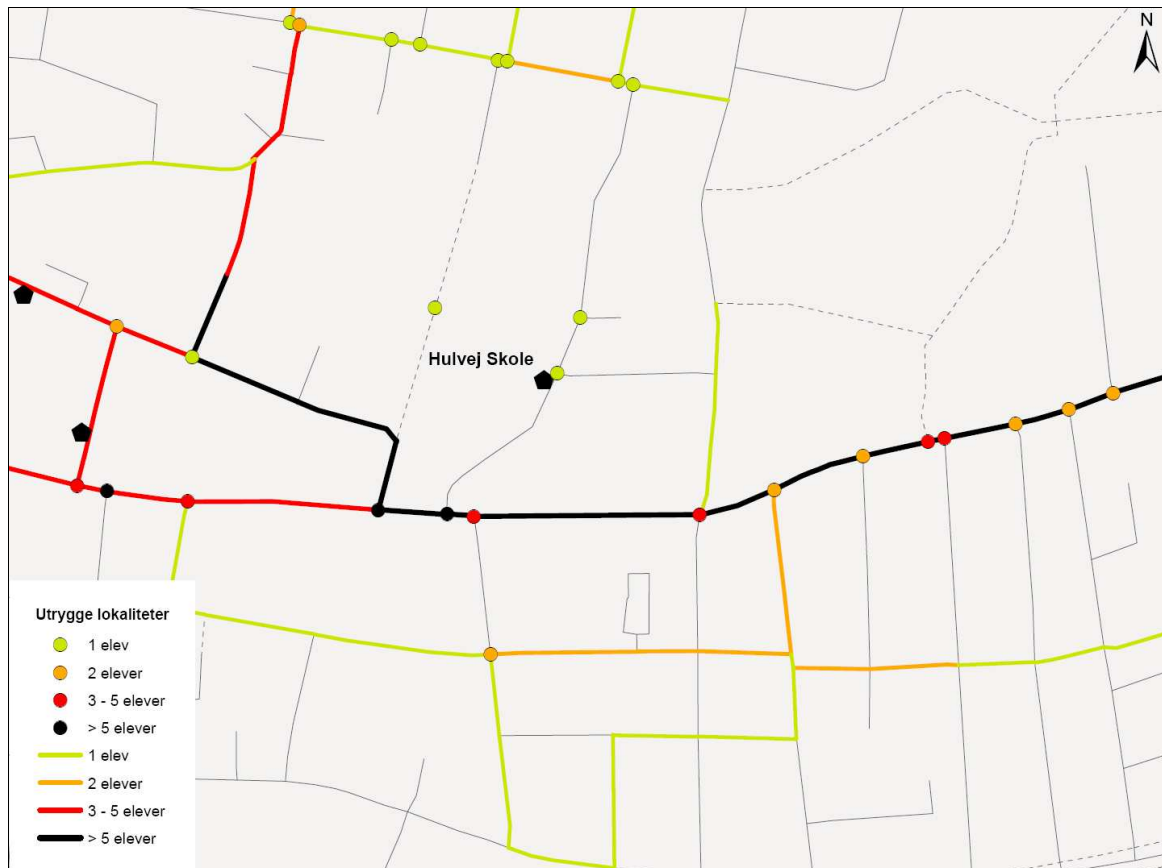 N
Hulvej Skole
Utrygge lokaliteter
1 elev
2 elever
3 - 5 elever
> 5 elever
1 elev
2 elever
3 - 5 elever
> 5 elever